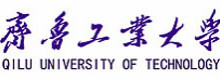 齊魯工業大學
QILU UNIVERSITY OF TECHNOLOGY